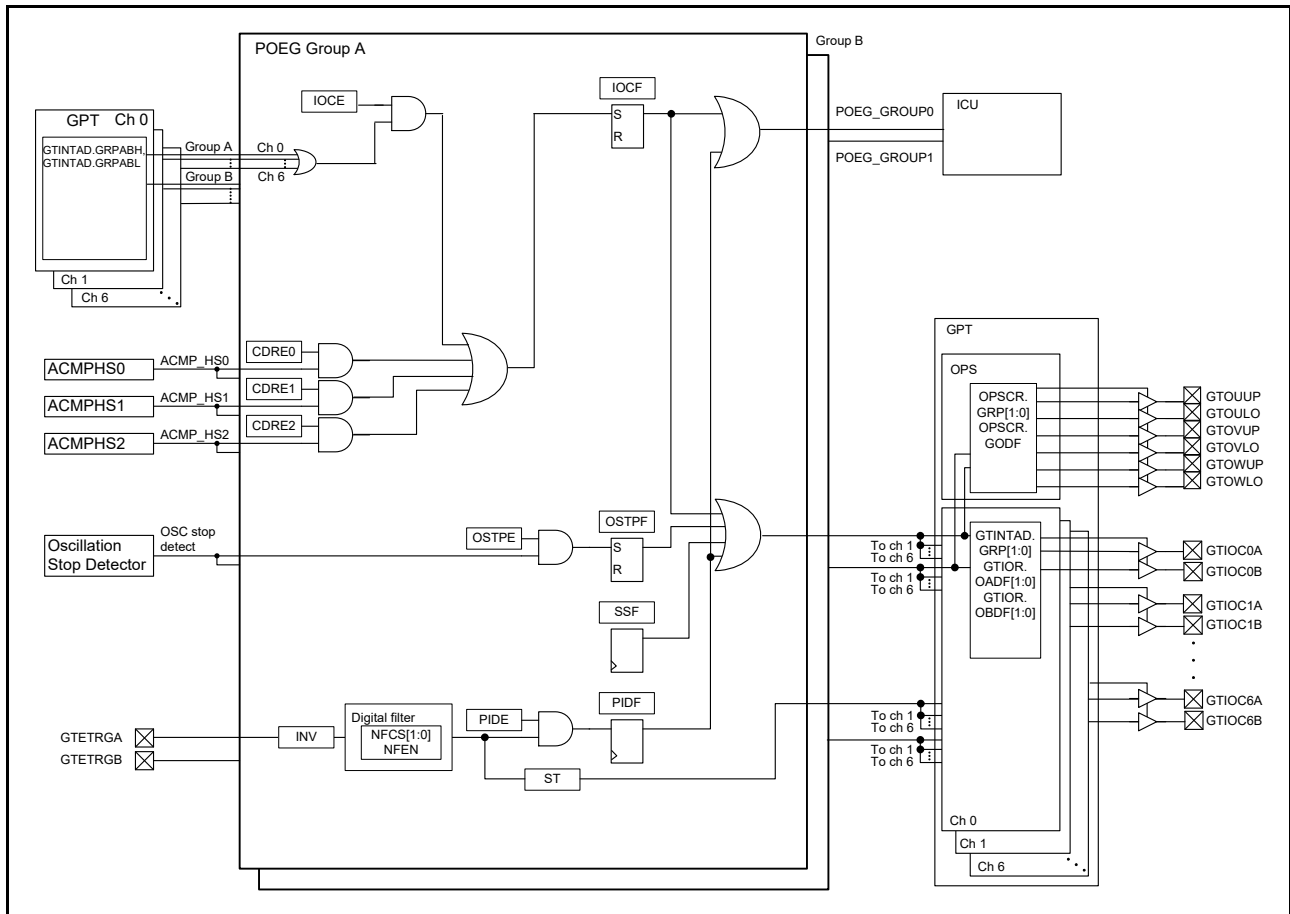 POEG Group A
Group B
IOCE
IOCF
S
R
GPT Ch 0
GTINTAD.GRPABH,
GTINTAD.GRPABL
Group A
Group B
Ch 0
Ch 6
Ch 1
Ch 6
POEG_GROUP0
POEG_GROUP1
ICU
ACMPHS0
ACMP_HS0
CDRE0
ACMPHS1
ACMP_HS1
CDRE1
ACMPHS2
ACMP_HS2
CDRE2
Oscillation
Stop Detector
OSC stop
detect
OSTPE
OSTPF
S
R
SSF
GTETRGA
GTETRGB
INV
Digital filter
NFCS[1:0]
NFEN
PIDE
PIDF
ST
To ch 1
To ch 6
To ch 1
To ch 6
To ch 1
To ch 6
To ch 1
To ch 6
GPT
OPS
OPSCR.
GRP[1:0]
OPSCR.
GODF
GTOUUP
GTOULO
GTOVUP
GTOVLO
GTOWUP
GTOWLO
GTINTAD.
GRP[1:0]
GTIOR.
OADF[1:0]
GTIOR.
OBDF[1:0]
GTIOC0A
GTIOC0B
GTIOC1A
GTIOC1B
GTIOC6A
GTIOC6B
Ch 0
Ch 1
Ch 6